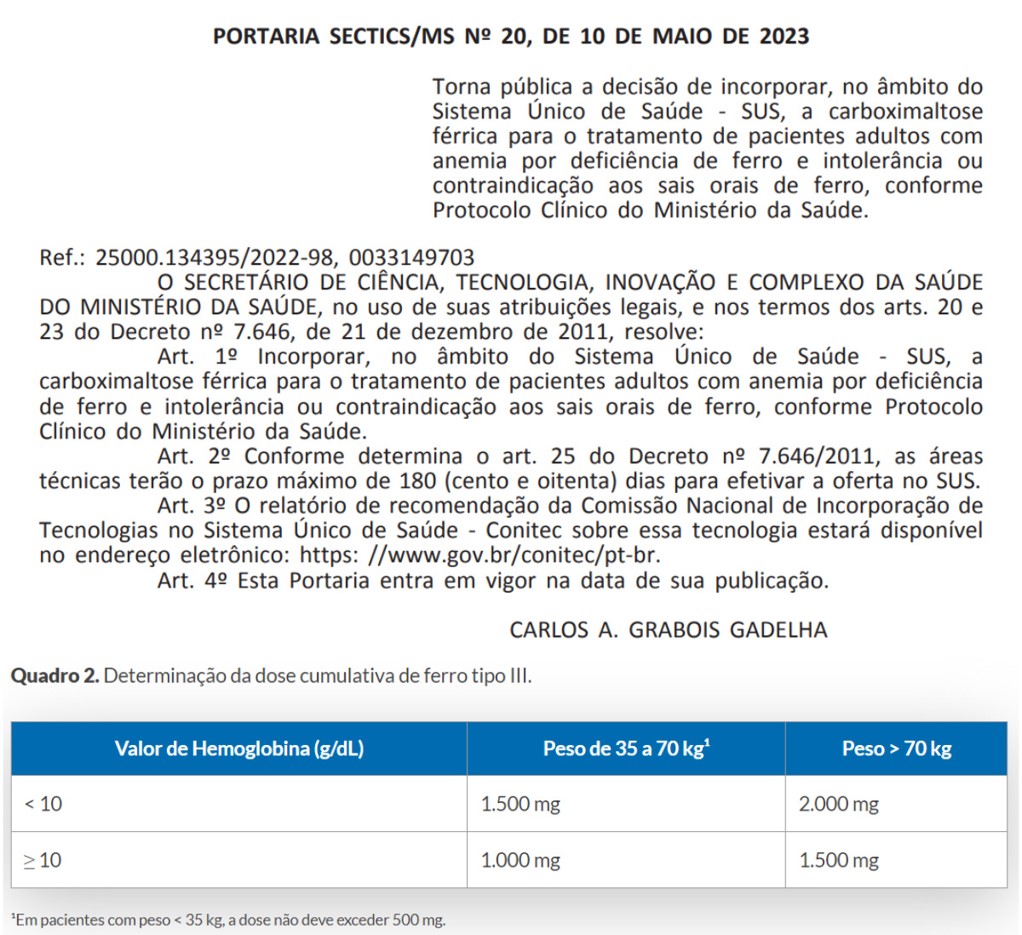 PORTARIA SECTICS/MS Nº 20, DE 10 DE MAIO DE 2023
Torna pública a decisão de incorporar, no âmbito do
Sistema Único de Saúde - SUS, a carboximaltose
férrica para o tratamento de pacientes adultos com
anemia por deficiência de ferro e intolerância ou
contraindicação aos sais orais de ferro, conforme
Protocolo Clínico do Ministério da Saúde.
Ref.: 25000.134395/2022-98, 0033149703
O SECRETÁRIO DE CIÊNCIA, TECNOLOGIA, INOVAÇÃO E COMPLEXO DA SAÚDE
DO MINISTÉRIO DA SAÚDE, no uso de suas atribuições legais, e nos termos dos arts. 20 e
23 do Decreto nº 7.646, de 21 de dezembro de 2011, resolve:
Art. 1º Incorporar, no âmbito do Sistema Único de Saúde - SUS, a
carboximaltose férrica para o tratamento de pacientes adultos com anemia por deficiência
de ferro e intolerância ou contraindicação aos sais orais de ferro, conforme Protocolo
Clínico do Ministério da Saúde.
Art. 2º Conforme determina o art. 25 do Decreto nº 7.646/2011, as áreas
técnicas terão o prazo máximo de 180 (cento e oitenta) dias para efetivar a oferta no SUS.
Art. 3º O relatório de recomendação da Comissão Nacional de Incorporação de
Tecnologias no Sistema Único de Saúde - Conitec sobre essa tecnologia estará disponível
no endereço eletrônico: https: //www.gov.br/conitec/pt-br.
Art. 4º Esta Portaria entra em vigor na data de sua publicação.
CARLOS A. GRABOIS GADELHA
Quadro 2. Determinação da dose cumulativa de ferro tipo III.
Valor de Hemoglobina (g/dL) Peso de 35 a 70 kg¹ Peso > 70 kg
< 10 1.500 mg 2.000 mg
≥ 10 1.000 mg 1.500 mg
¹Em pacientes com peso < 35 kg, a dose não deve exceder 500 mg.